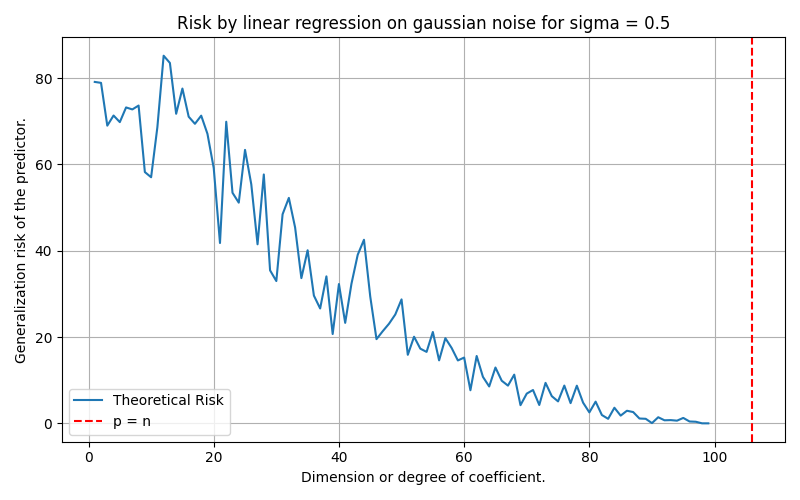 Risk by linear regression on gaussian noise for sigma = 0.5
Generalization risk of the predictor.
80
60
40
20
0
Theoretical Risk
p = n
0 20 40 60 80 100
Dimension or degree of coefficient.